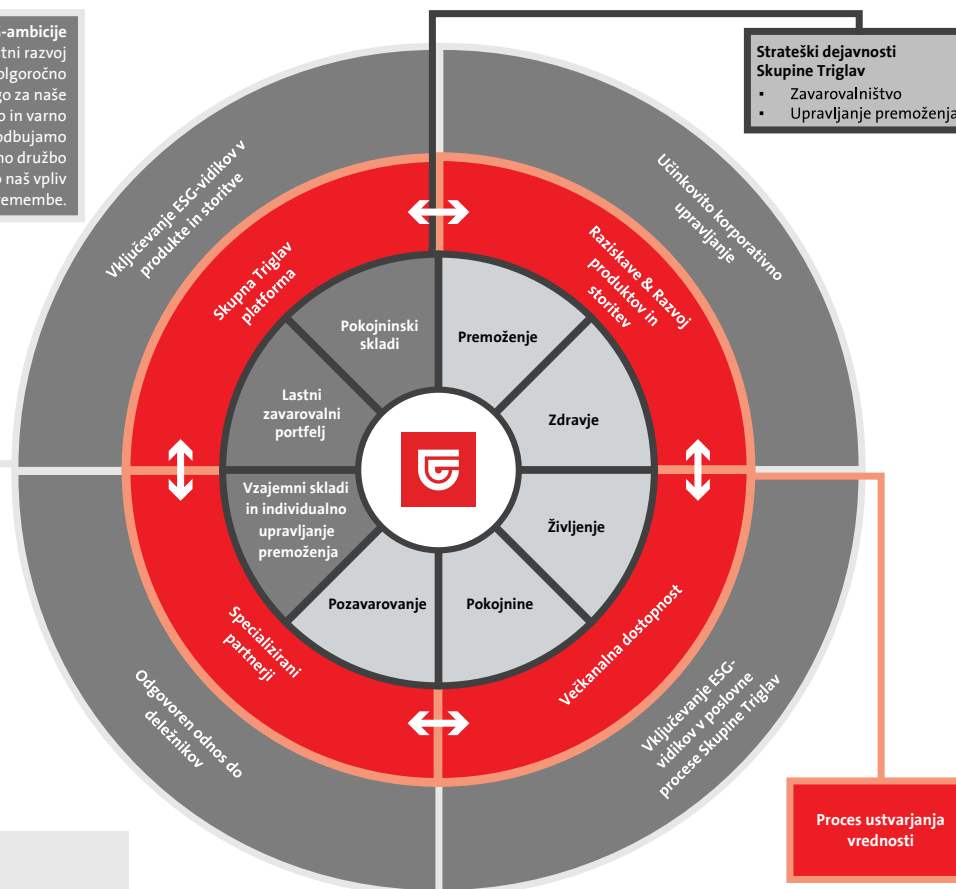 -ambicije
tni razvoj
olgoročno
go za naše
o in varno
odbujamo
no družbo
o naš vpliv
remembe.
Strateški dejavnosti
Skupine Triglav
▪ Zavarovalništvo
▪ Upravljanje premoženja
Vključevanje ESG-vidikov v
produkte in storitve
Učinkovito korporativno
upravljanje
Skupna Triglav
platforma
Raziskave & Razvoj
produktov in
storitev
Pokojninski
skladi
Premoženje
Lastni
zavarovalni
portfelj
Zdravje
Vzajemni skladi
in individualno
upravljanje
premoženja
Življenje
Pozavarovanje
Pokojnine
Specializirani
partnerji
Večkanalna dostopnost
Odgovoren odnos do
deležnikov
Vključevanje ESG-
vidikov v poslovne
procese Skupine Triglav
Proces ustvarjanja
vrednosti